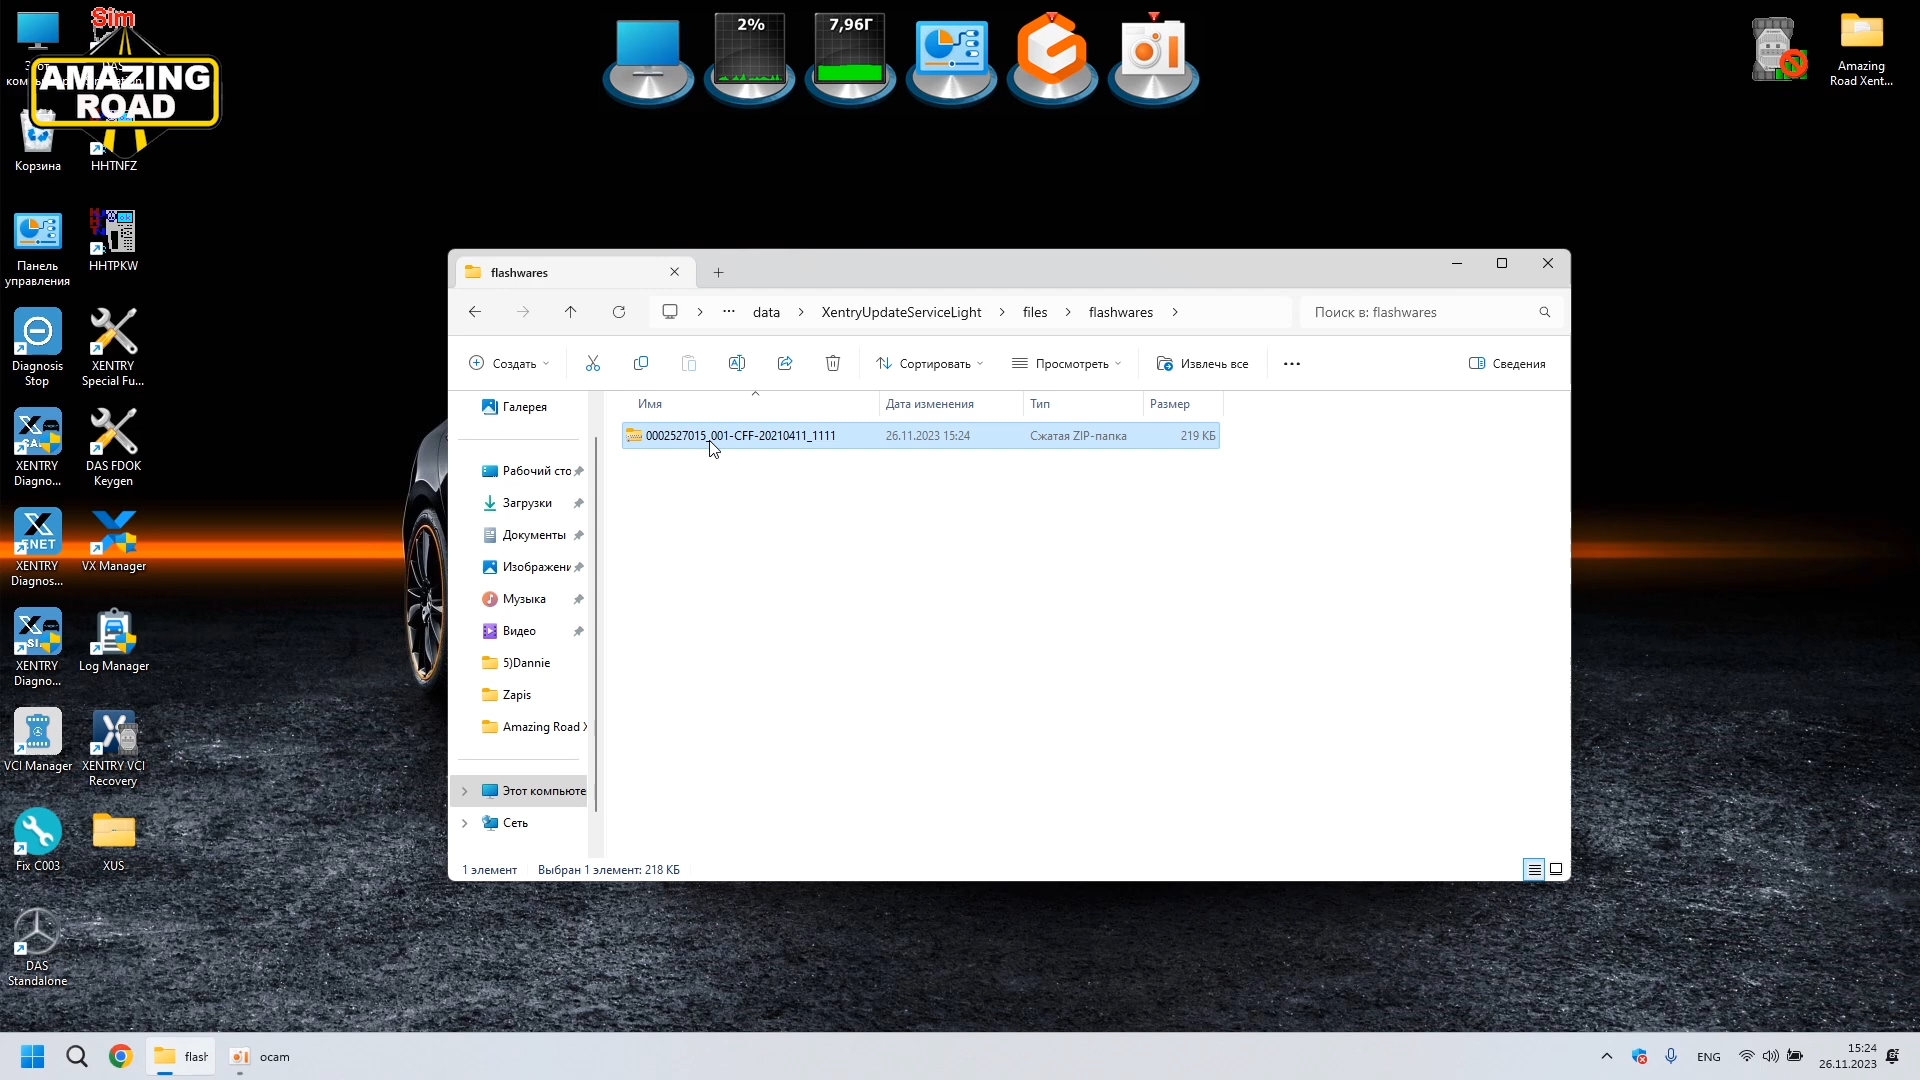 Sim
AMAZING
ROAD
Корзина
HHTNFZ
Панель
управления
HHTPKW
Diagnosis
Stop
XENTRY
Special Fu...
XENTRY
Diagno...
DAS FDOK
Keygen
ENET
XENTRY
Diagnos...
VX Manager
XENTRY
Diagno...
Log Manager
VCI Manager
XENTRY VCI
Recovery
Fix C003
XUS
DAS
Standalone
2%
7,96Г
Amazing
Road Xent...
flashwares
data
XentryUpdateServiceLight
files
flashwares
Поиск в: flashwares
Создать
Сортировать
Просмотреть
Извлечь все
Сведения
Галерея
Рабочий сто
Загрузки
Документы
Изображени
Музыка
Видео
5)Dannie
Zapis
Amazing Road X
Этот компьюте
Сеть
Имя
Дата изменения
Тип
Размер
0002527015_001-CFF-20210411_1111
26.11.2023 15:24
Сжатая ZIP-папка
219 КБ
1 элемент
Выбран 1 элемент: 218 КБ
flash
ocam
ENG
15:24
26.11.2023